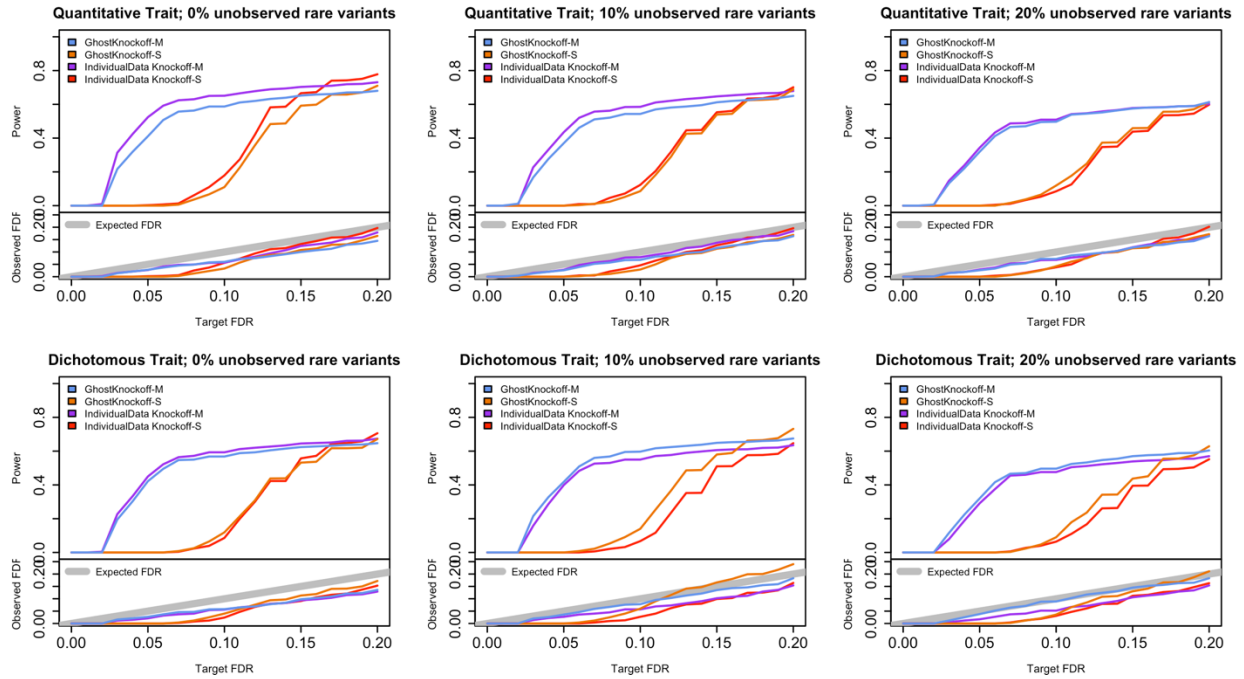 Quantitative Trait; 0% unobserved rare variants
GhostKnockoff-M
GhostKnockoff-S
IndividualData Knockoff-M
IndividualData Knockoff-S
Power
0.8
0.4
0.0
Expected FDR
Observed FDF
0.20
0.00
0.00 0.05 0.10 0.15 0.20
Target FDR
Quantitative Trait; 10% unobserved rare variants
GhostKnockoff-M
GhostKnockoff-S
IndividualData Knockoff-M
IndividualData Knockoff-S
Power
0.8
0.4
0.0
Expected FDR
Observed FDF
0.20
0.00
0.00 0.05 0.10 0.15 0.20
Target FDR
Quantitative Trait; 20% unobserved rare variants
GhostKnockoff-M
GhostKnockoff-S
IndividualData Knockoff-M
IndividualData Knockoff-S
Power
0.8
0.4
0.0
Expected FDR
Observed FDF
0.20
0.00
0.00 0.05 0.10 0.15 0.20
Target FDR
Dichotomous Trait; 0% unobserved rare variants
GhostKnockoff-M
GhostKnockoff-S
IndividualData Knockoff-M
IndividualData Knockoff-S
Power
0.8
0.4
0.0
Expected FDR
Observed FDF
0.20
0.00
0.00 0.05 0.10 0.15 0.20
Target FDR
Dichotomous Trait; 10% unobserved rare variants
GhostKnockoff-M
GhostKnockoff-S
IndividualData Knockoff-M
IndividualData Knockoff-S
Power
0.8
0.4
0.0
Expected FDR
Observed FDF
0.20
0.00
0.00 0.05 0.10 0.15 0.20
Target FDR
Dichotomous Trait; 20% unobserved rare variants
GhostKnockoff-M
GhostKnockoff-S
IndividualData Knockoff-M
IndividualData Knockoff-S
Power
0.8
0.4
0.0
Expected FDR
Observed FDF
0.20
0.00
0.00 0.05 0.10 0.15 0.20
Target FDR